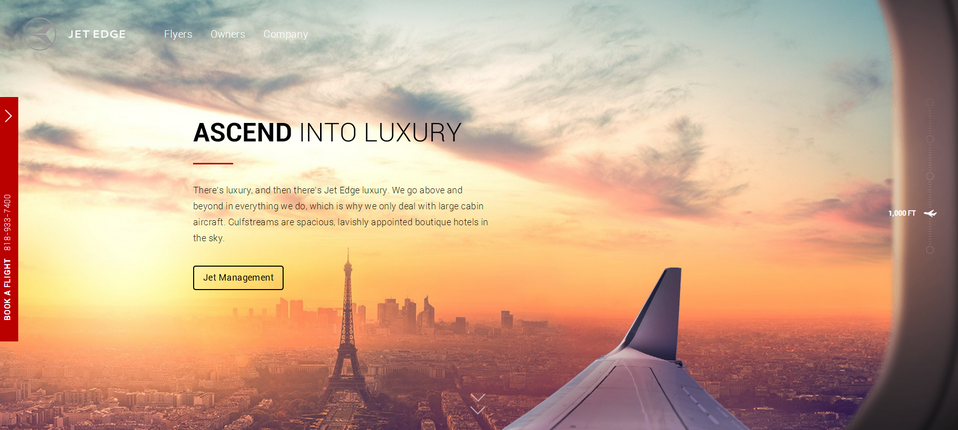 JET EDGE
Flyers
Owners
Company
ASCEND INTO LUXURY
There's luxury, and then there's Jet Edge luxury. We go above and
beyond in everything we do, which is why we only deal with large cabin
aircraft. Gulfstreams are spacious, lavishly appointed boutique hotels in
the sky.
Jet Management
BOOK A FLIGHT 818-933-7400
1,000 FT